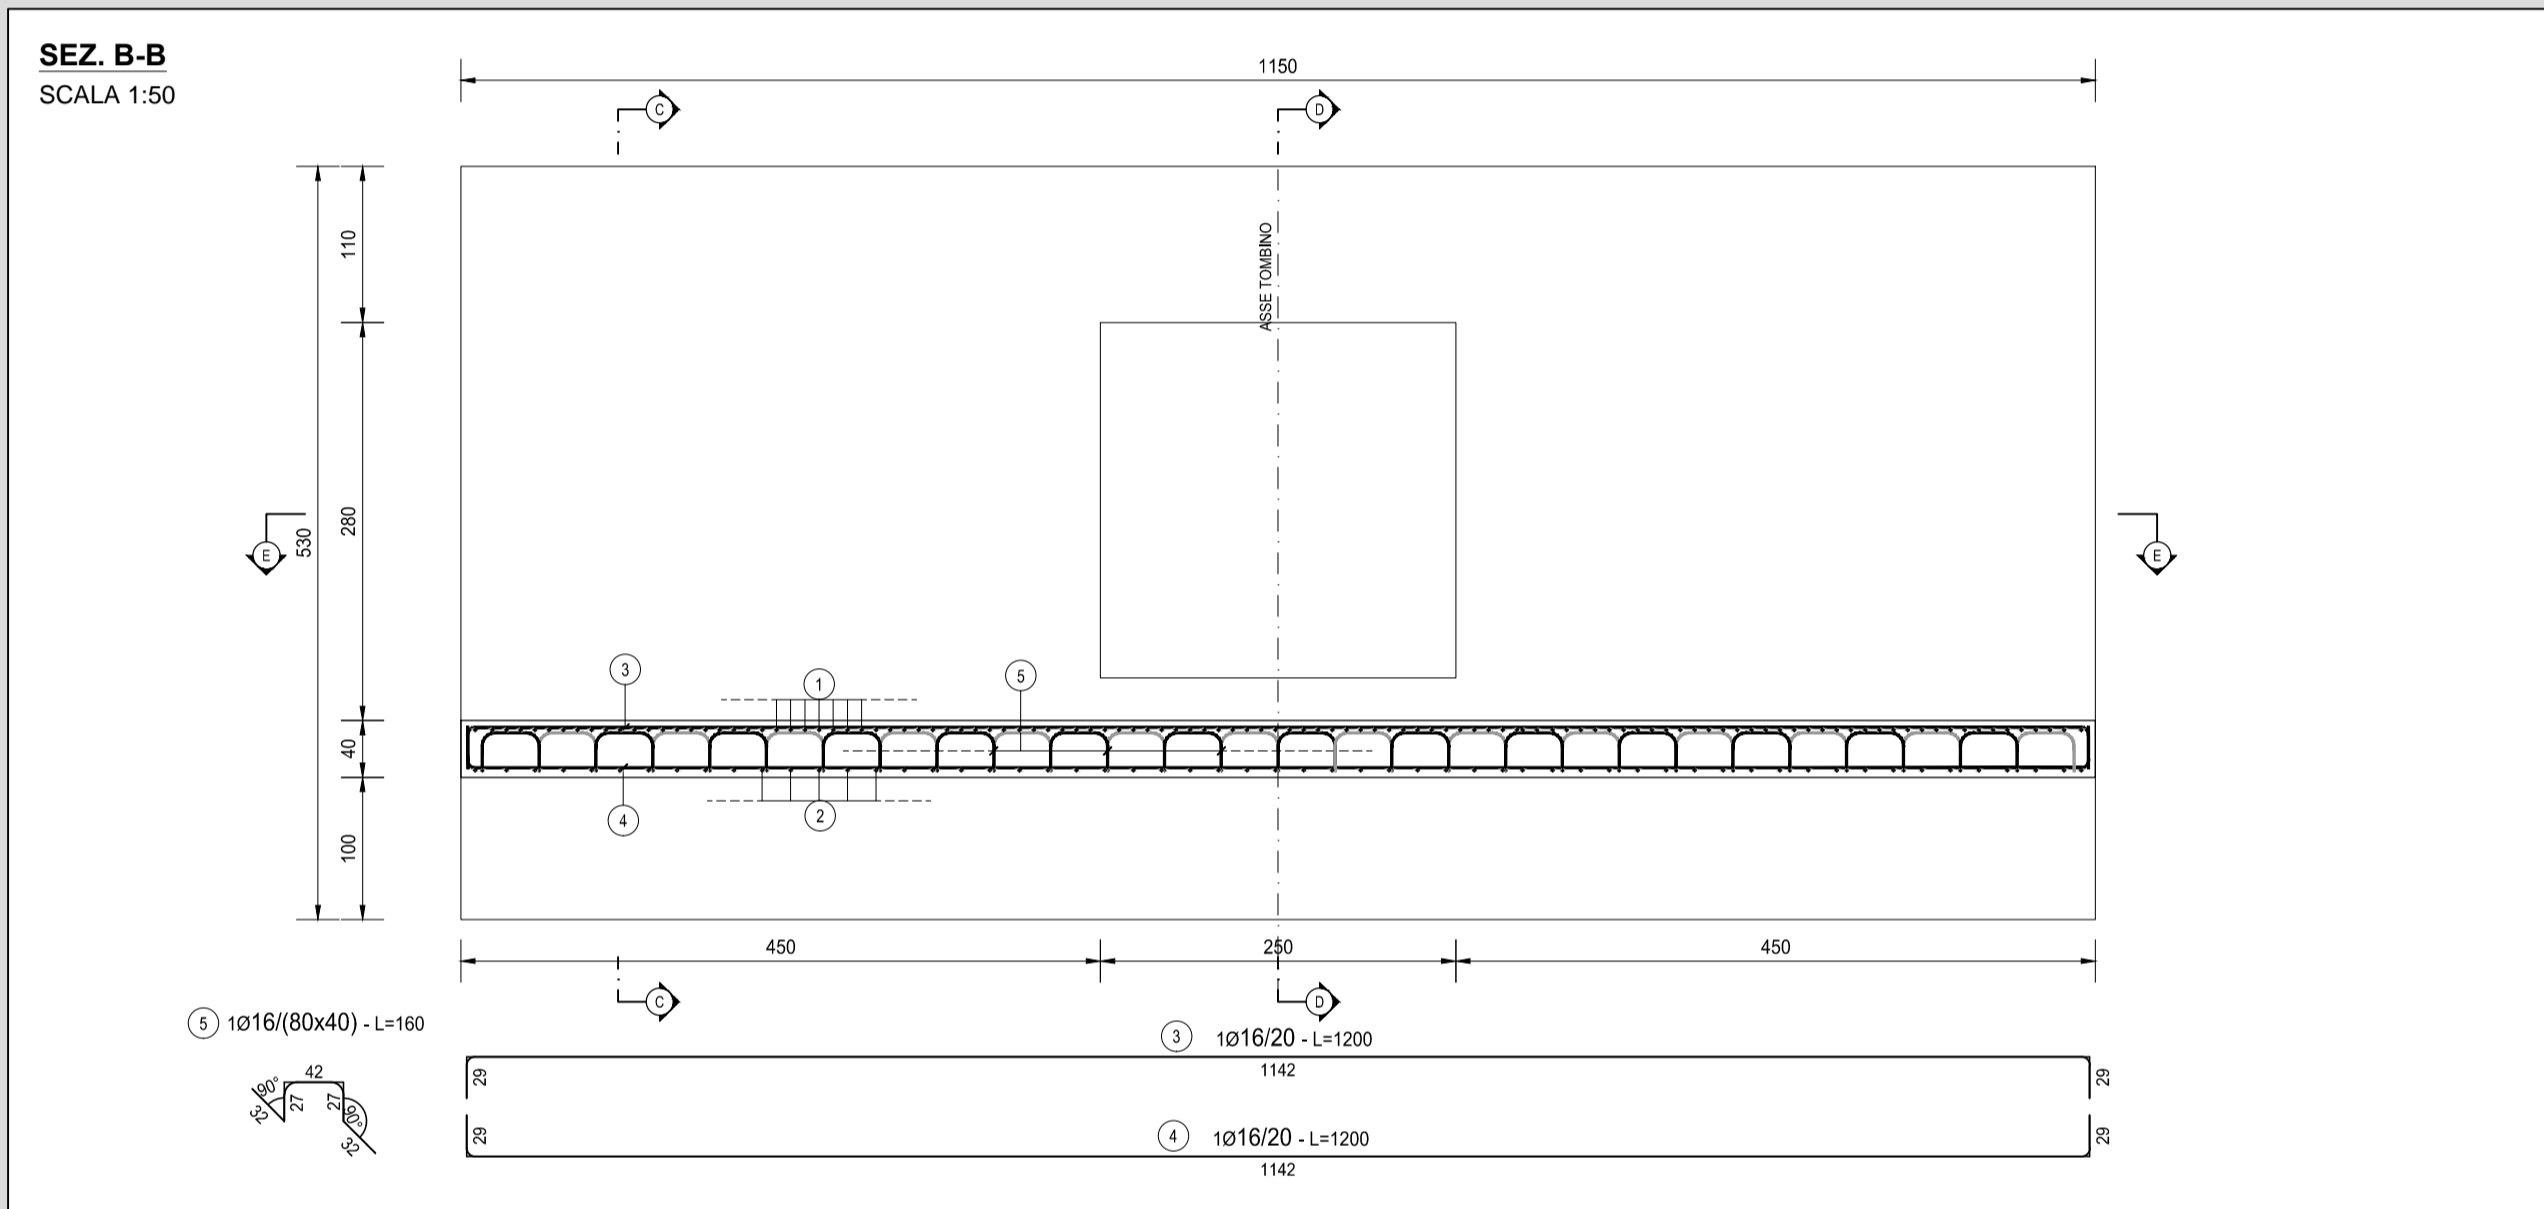 SEZ. B-B
SCALA 1:50
1150
C
D
110
ASSE TOMBINO
280
530
E
E
3
1
5
40
4
2
100
450
250
450
C
D
5 1Ø16/(80x40) - L=160
42
90°
32
27
27
90°
32
3 1Ø16/20 - L=1200
29
1142
29
4 1Ø16/20 - L=1200
29
1142
29